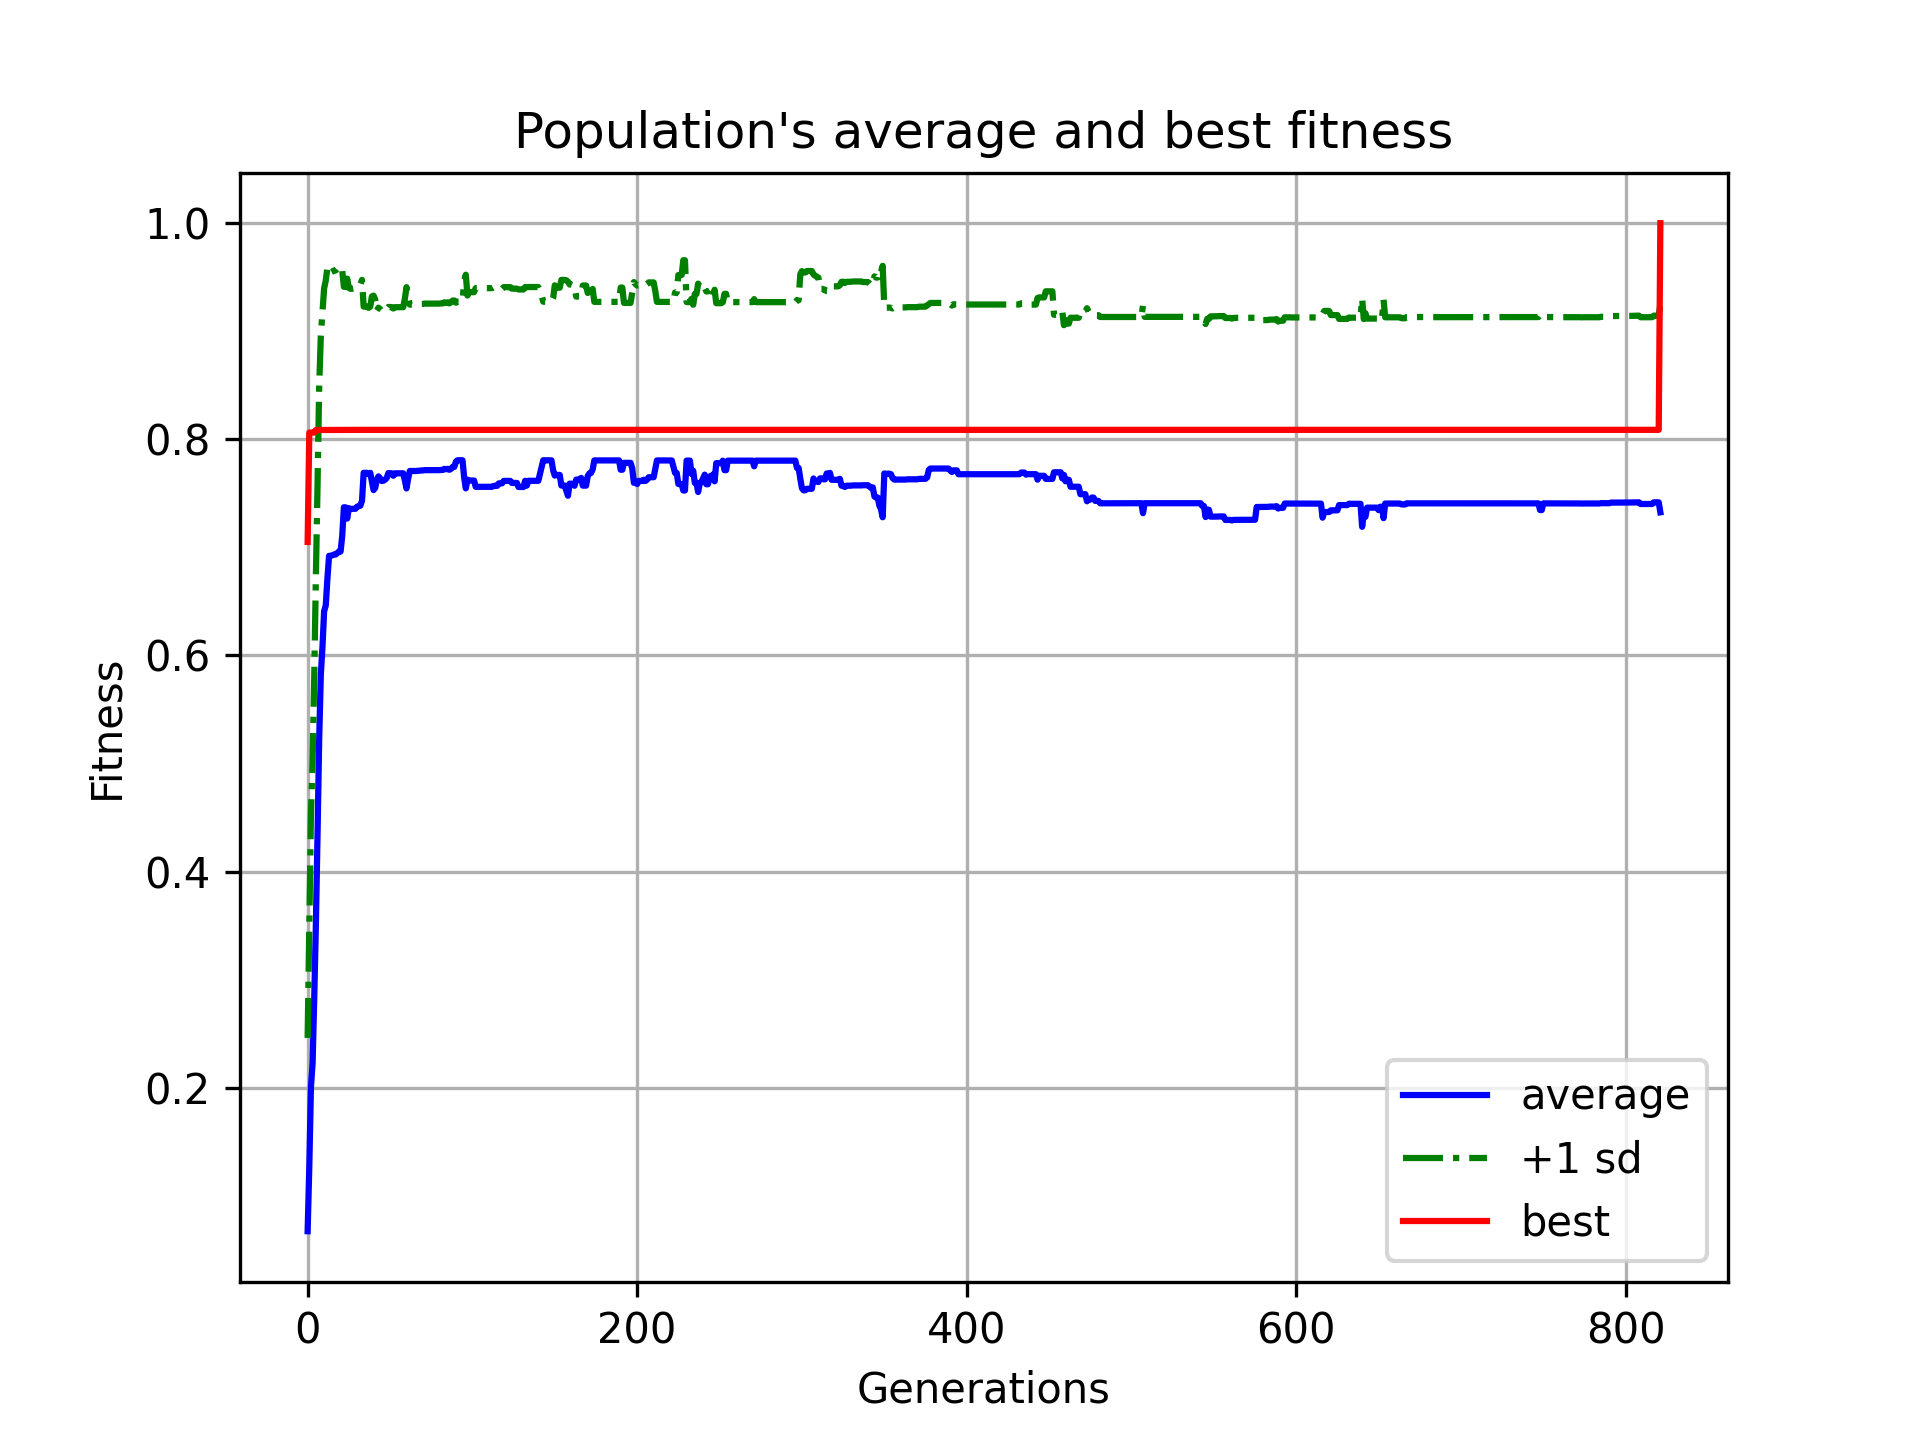 Population's average and best fitness
1.0
0.8
0.6
0.4
0.2
Fitness
0
200
400
600
800
Generations
average
+1 sd
best